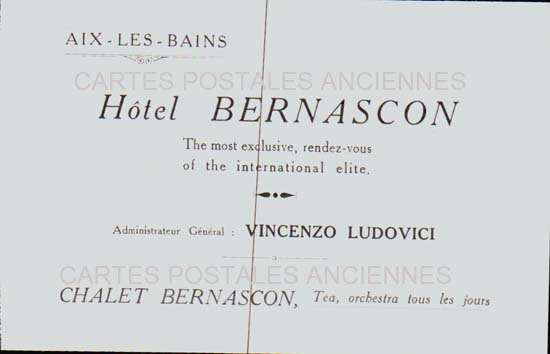 AIX-LES-BAINS
CARTES POSTALES ANCIENNES
Hôtel BERNASCON
The most exclusive, rendez-vous
of the international elite.
Administrateur Général : VINCENZO LUDOVICI
CARTES POSTALES ANCIENNES
CHALET BERNASCON, Tea, orchestra tous les jours